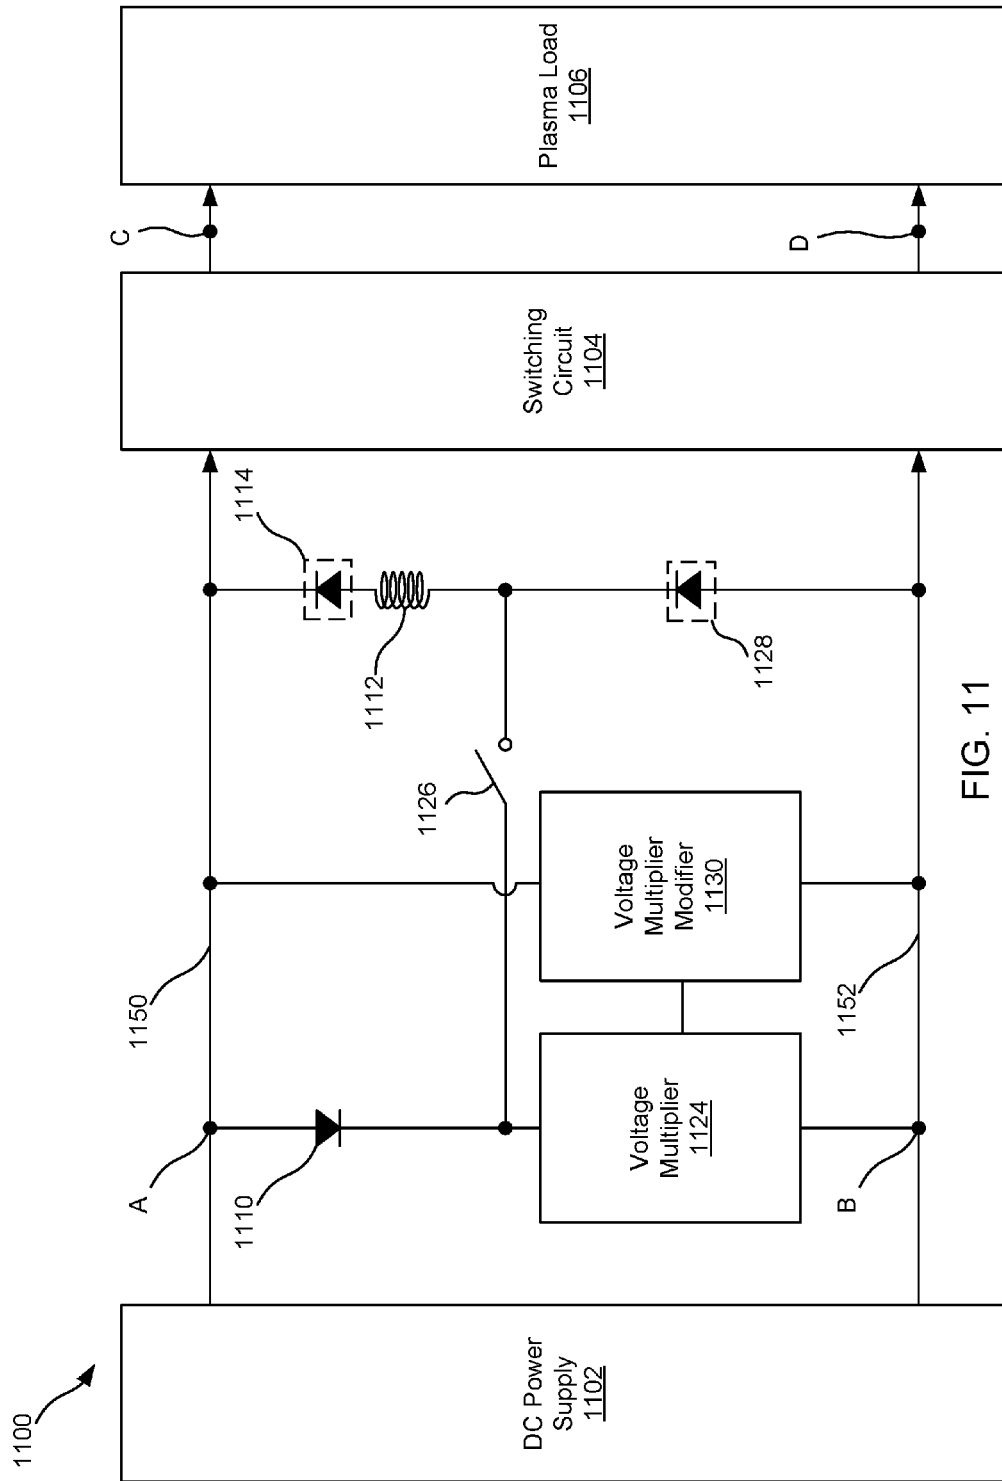 1100
DC Power
Supply
1102
A
1110
B
Voltage
Multiplier
1124
1150
1152
Voltage
Multiplier
Modifier
1130
1126
1112
1114
1128
Switching
Circuit
1104
C
D
Plasma Load
1106
FIG. 11